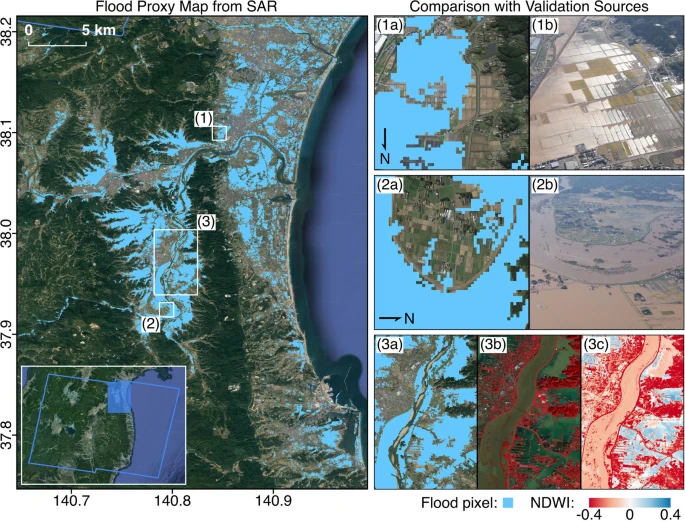 Flood Proxy Map from SAR
Comparison with Validation Sources
0 5 km
38.2
38.1
38.0
37.9
37.8
(1)
(3)
(2)
140.7 140.8 140.9
(1a) (1b)
N
(2a) (2b)
N
(3a) (3b) (3c)
Flood pixel: NDWI:
-0.4 0 0.4